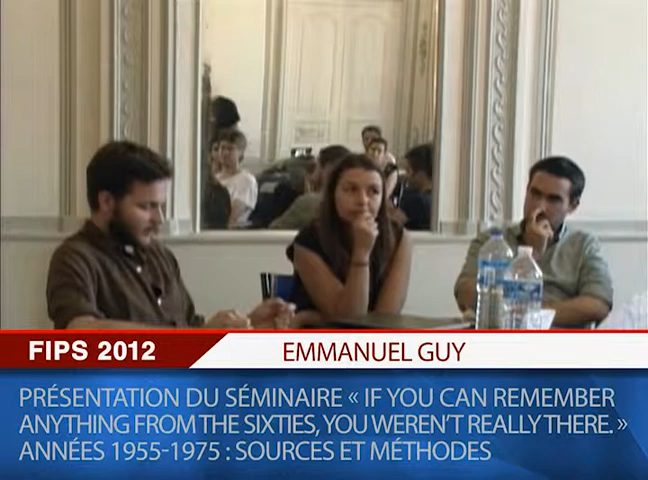 FIPS 2012
EMMANUEL GUY
PRÉSENTATION DU SÉMINAIRE « IF YOU CAN REMEMBER
ANYTHING FROM THE SIXTIES, YOU WEREN'T REALLY THERE. »
ANNÉES 1955-1975 : SOURCES ET MÉTHODES